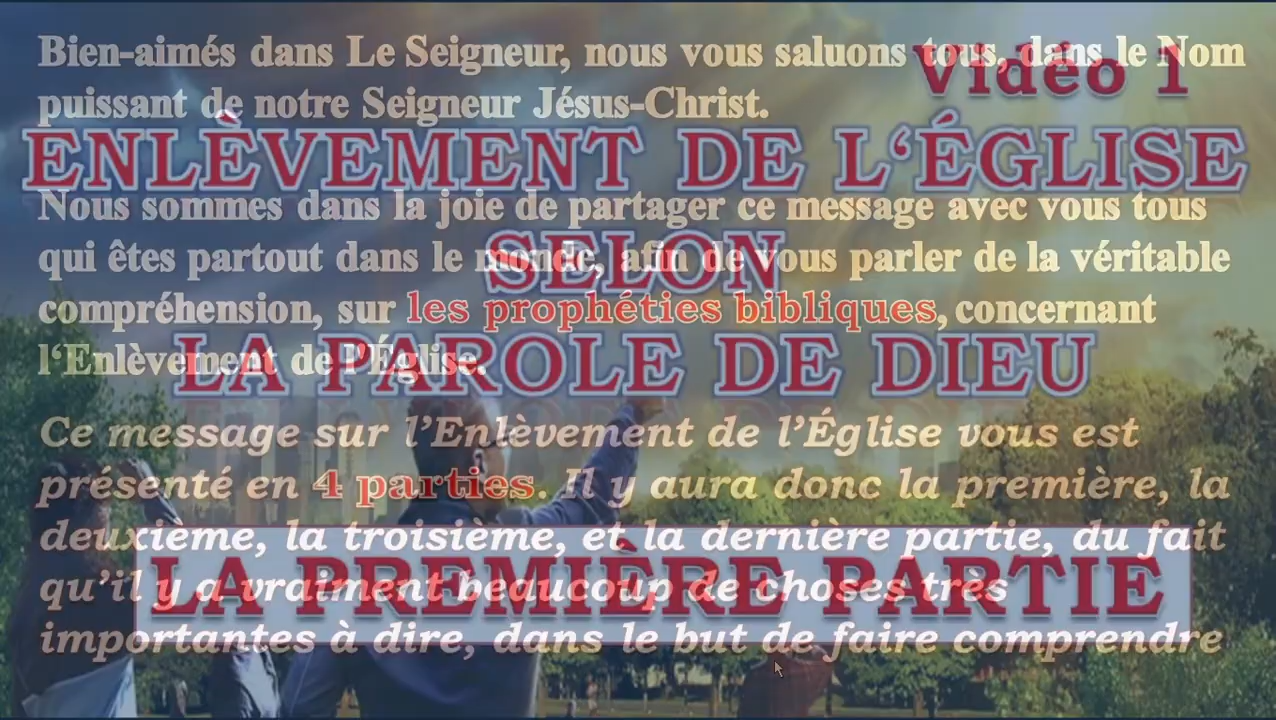 Bien-aimés dans Le Seigneur, nous vous saluons tous, dans le Nom
puissant de notre Seigneur Jésus-Christ.
Vidéo 1
ENLÈVEMENT DE L‘ÉGLISE
SELON
LA PAROLE DE DIEU
Nous sommes dans la joie de partager ce message avec vous tous
qui êtes partout dans le monde, afin de vous parler de la véritable
compréhension, sur les prophéties bibliques, concernant
l‘Enlèvement de l’Église.
Ce message sur l’Enlèvement de l’Église vous est
présenté en 4 parties. Il y aura donc la première, la
deuxième, la troisième, et la dernière partie, du fait
qu’il y a vraiment beaucoup de choses très
importantes à dire, dans le but de faire comprendre
LA PREMIÈRE PARTIE